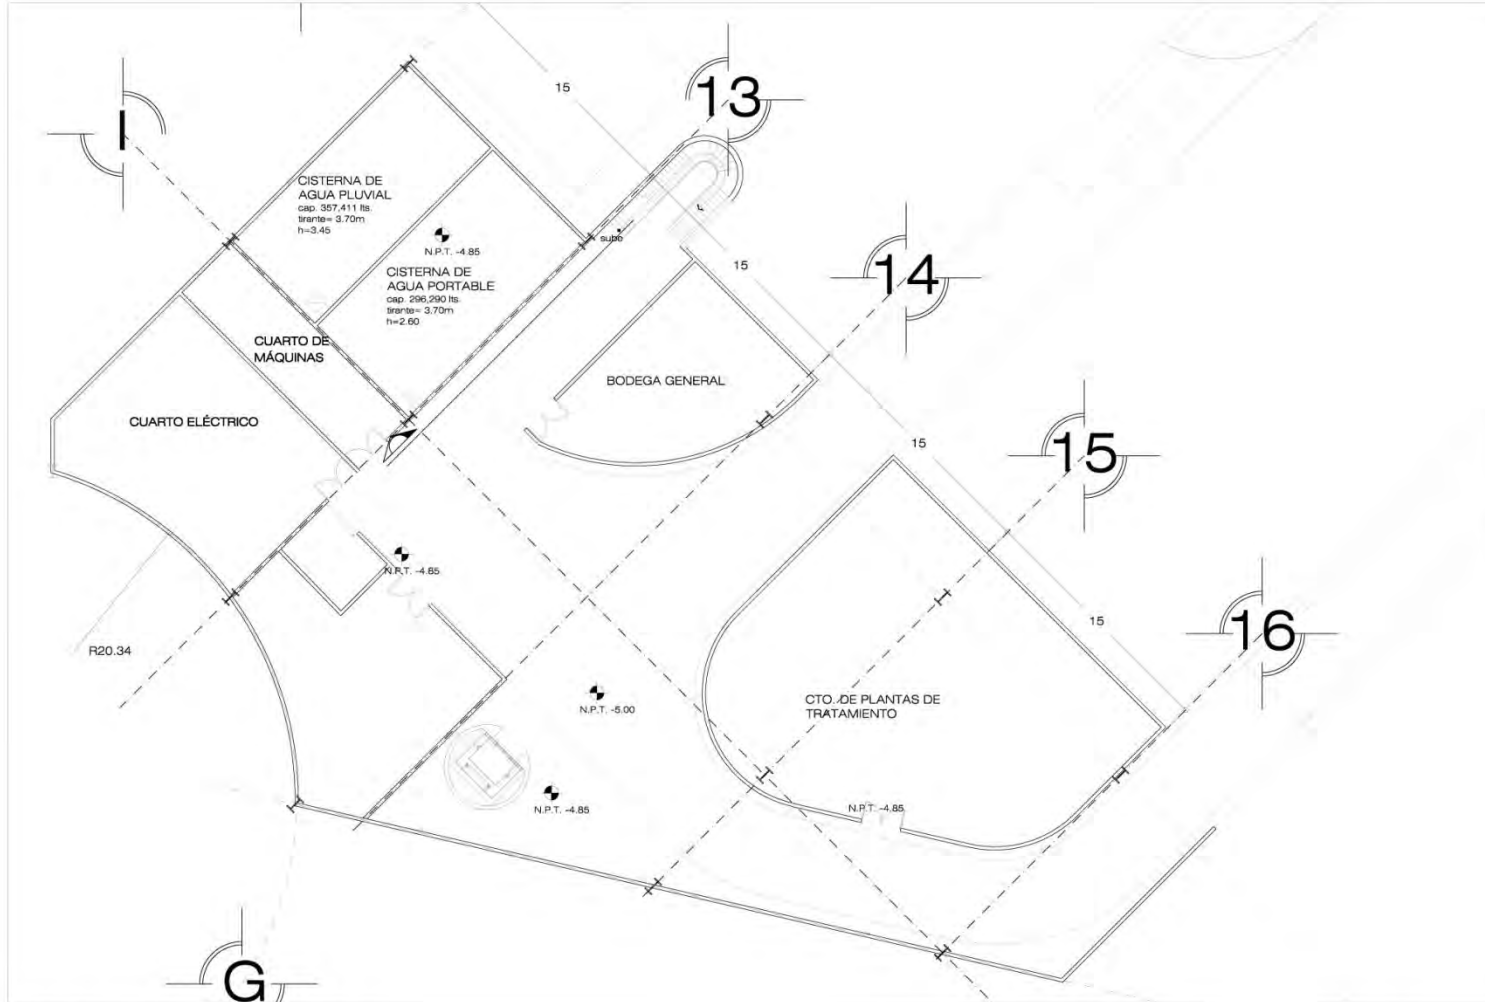 15
13
I
CISTERNA DE
AGUA PLUVIAL
cap. 357,411 lts.
tirante= 3.70m
h=3.45
sube
N.P.T. -4.85
CISTERNA DE
AGUA PORTABLE
cap. 296,290 lts.
tirante= 3.70m
h=2.60
15
14
CUARTO DE
MÁQUINAS
BODEGA GENERAL
CUARTO ELÉCTRICO
15
15
N.P.T. -4.85
15
16
R20.34
N.P.T. -5.00
CTO. DE PLANTAS DE
TRATAMIENTO
N.P.T. -4.85
N.P.T. -4.85
G